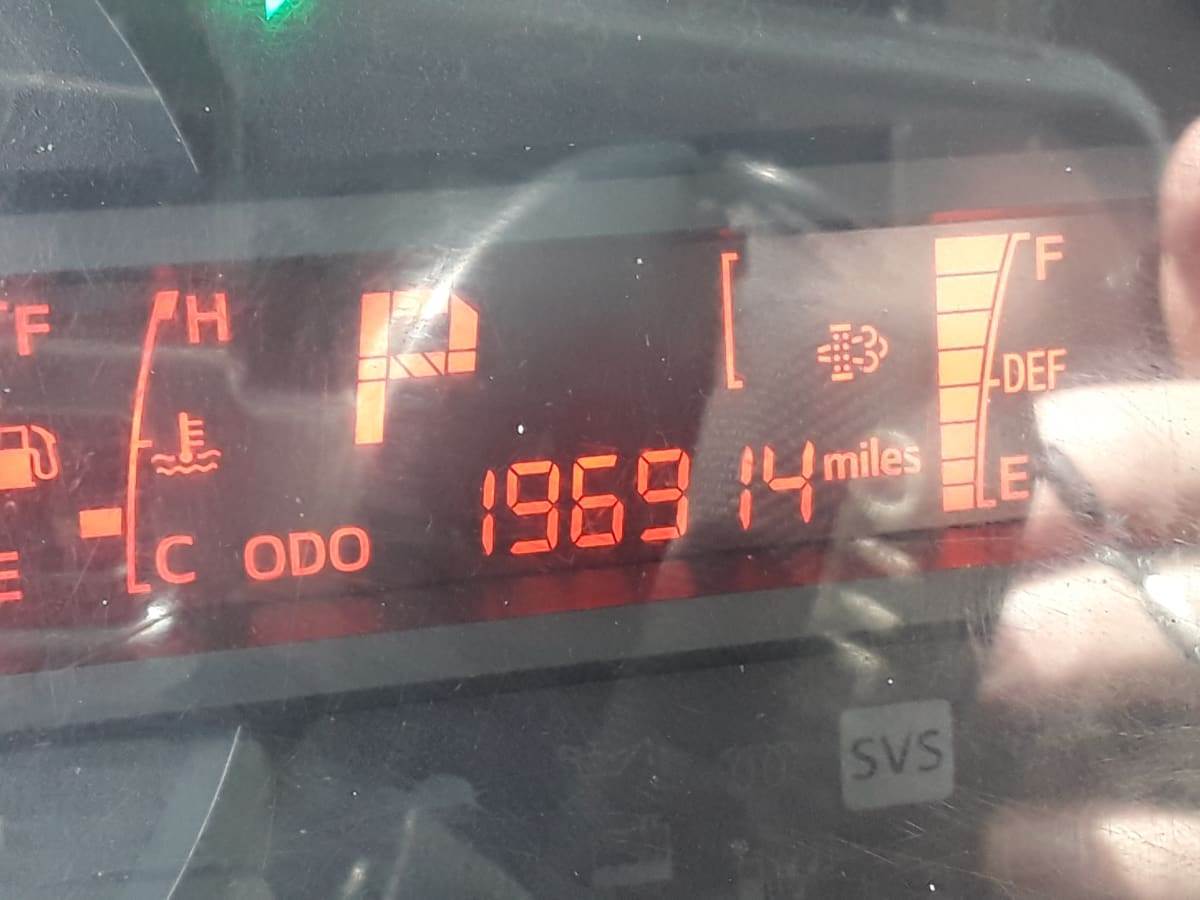 F H P F
DEF
196914 miles E
E C ODO
SVS